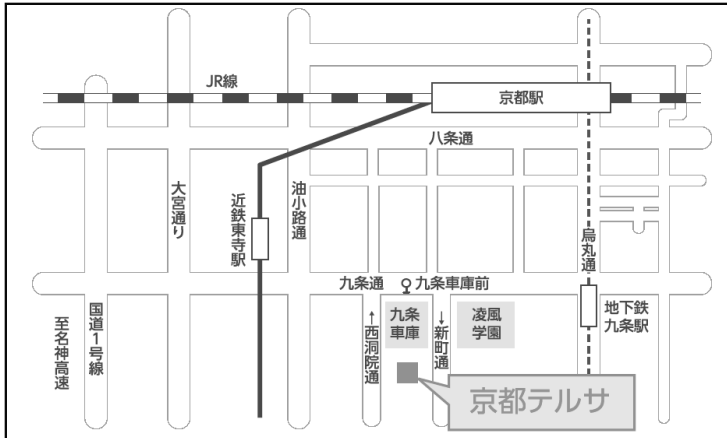 JR線
京都駅
八条通
大宮通り
近鉄東寺駅
油小路通
烏丸通
九条通
九条車庫前
至名神高速
国道1号線
↑西洞院通
九条
車庫
↓新町通
凌風
学園
地下鉄
九条駅
京都テルサ